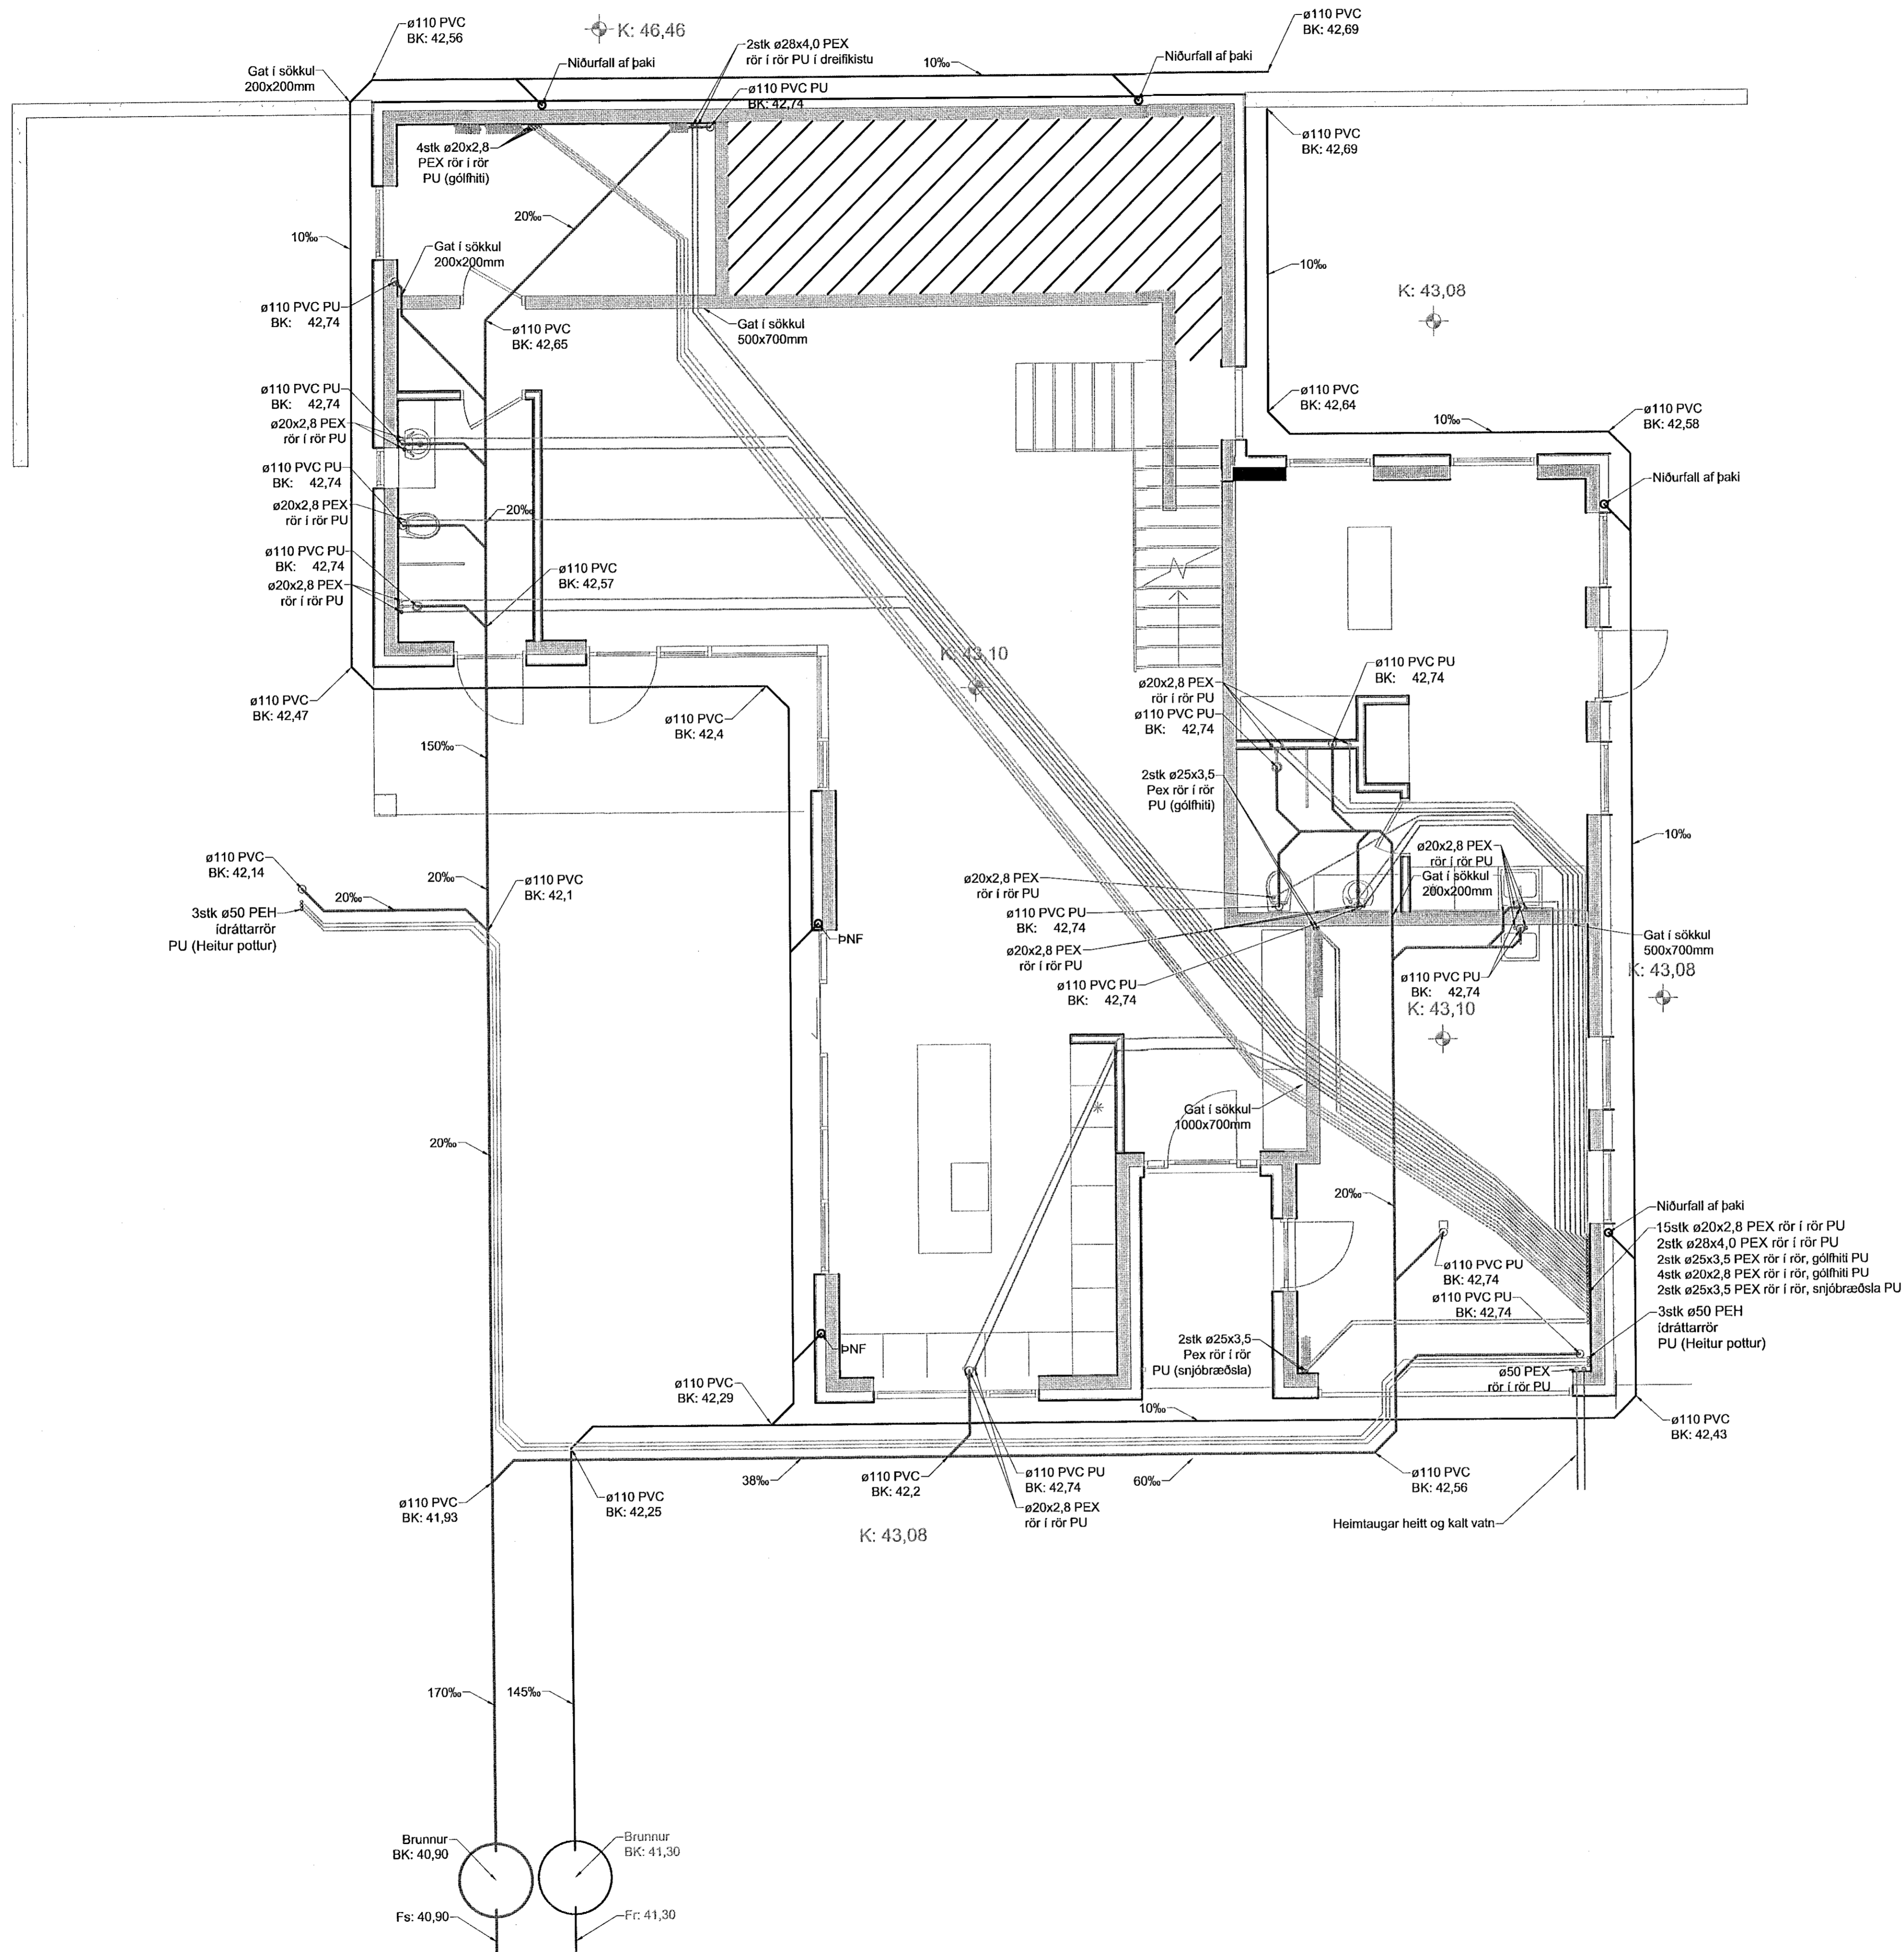 ø110 PVC
BK: 42,56
K: 46,46
2stk ø28x4,0 PEX
rör í rör PU í dreifikistu
ø110 PVC
BK: 42,69
Niðurfall af þaki
10‰
Niðurfall af þaki
Gat í sökkul
200x200mm
ø110 PVC PU
BK: 42,74
ø110 PVC
BK: 42,69
4stk ø20x2,8
PEX rör í rör
PU (gólfhiti)
20‰
10‰
Gat í sökkul
200x200mm
10‰
K: 43,08
ø110 PVC PU
BK: 42,74
ø110 PVC
BK: 42,65
Gat í sökkul
500x700mm
ø110 PVC PU
BK: 42,74
ø110 PVC
BK: 42,64
10‰
ø110 PVC
BK: 42,58
ø20x2,8 PEX
rör í rör PU
ø110 PVC PU
BK: 42,74
Niðurfall af þaki
ø20x2,8 PEX
rör í rör PU
20‰
ø110 PVC PU
BK: 42,74
ø110 PVC
BK: 42,57
ø20x2,8 PEX
rör í rör PU
K: 43,10
ø110 PVC PU
BK: 42,74
ø20x2,8 PEX
rör í rör PU
ø110 PVC
BK: 42,47
ø110 PVC
BK: 42,4
ø110 PVC PU
BK: 42,74
150‰
2stk ø25x3,5
Pex rör í rör
PU (gólfhiti)
10‰
ø110 PVC
BK: 42,14
20‰
20‰
ø110 PVC
BK: 42,1
ø20x2,8 PEX
rör í rör PU
ø20x2,8 PEX
rör í rör PU
Gat í sökkul
200x200mm
3stk ø50 PEH
ídráttarrör
PU (Heitur pottur)
ø110 PVC PU
BK: 42,74
ÞNF
ø20x2,8 PEX
rör í rör PU
Gat í sökkul
500x700mm
K: 43,08
ø110 PVC PU
BK: 42,74
ø110 PVC PU
BK: 42,74
K: 43,10
Gat í sökkul
1000x700mm
20‰
20‰
Niðurfall af þaki
15stk ø20x2,8 PEX rör í rör PU
2stk ø28x4,0 PEX rör í rör PU
2stk ø25x3,5 PEX rör í rör, gólfhiti PU
4stk ø20x2,8 PEX rör í rör, gólfhiti PU
2stk ø25x3,5 PEX rör í rör, snjóbræðsla PU
ø110 PVC PU
BK: 42,74
ø110 PVC PU
BK: 42,74
3stk ø50 PEH
ídráttarrör
PU (Heitur pottur)
ÞNF
2stk ø25x3,5
Pex rör í rör
PU (snjóbræðsla)
ø50 PEX
rör í rör PU
ø110 PVC
BK: 42,29
10‰
ø110 PVC
BK: 42,43
38‰
ø110 PVC
BK: 42,2
ø110 PVC PU
BK: 42,74
60‰
ø110 PVC
BK: 42,56
ø110 PVC
BK: 41,93
ø110 PVC
BK: 42,25
ø20x2,8 PEX
rör í rör PU
K: 43,08
Heimtaugar heitt og kalt vatn
170‰
145‰
Brunnur
BK: 40,90
Brunnur
BK: 41,30
Fs: 40,90
Fr: 41,30